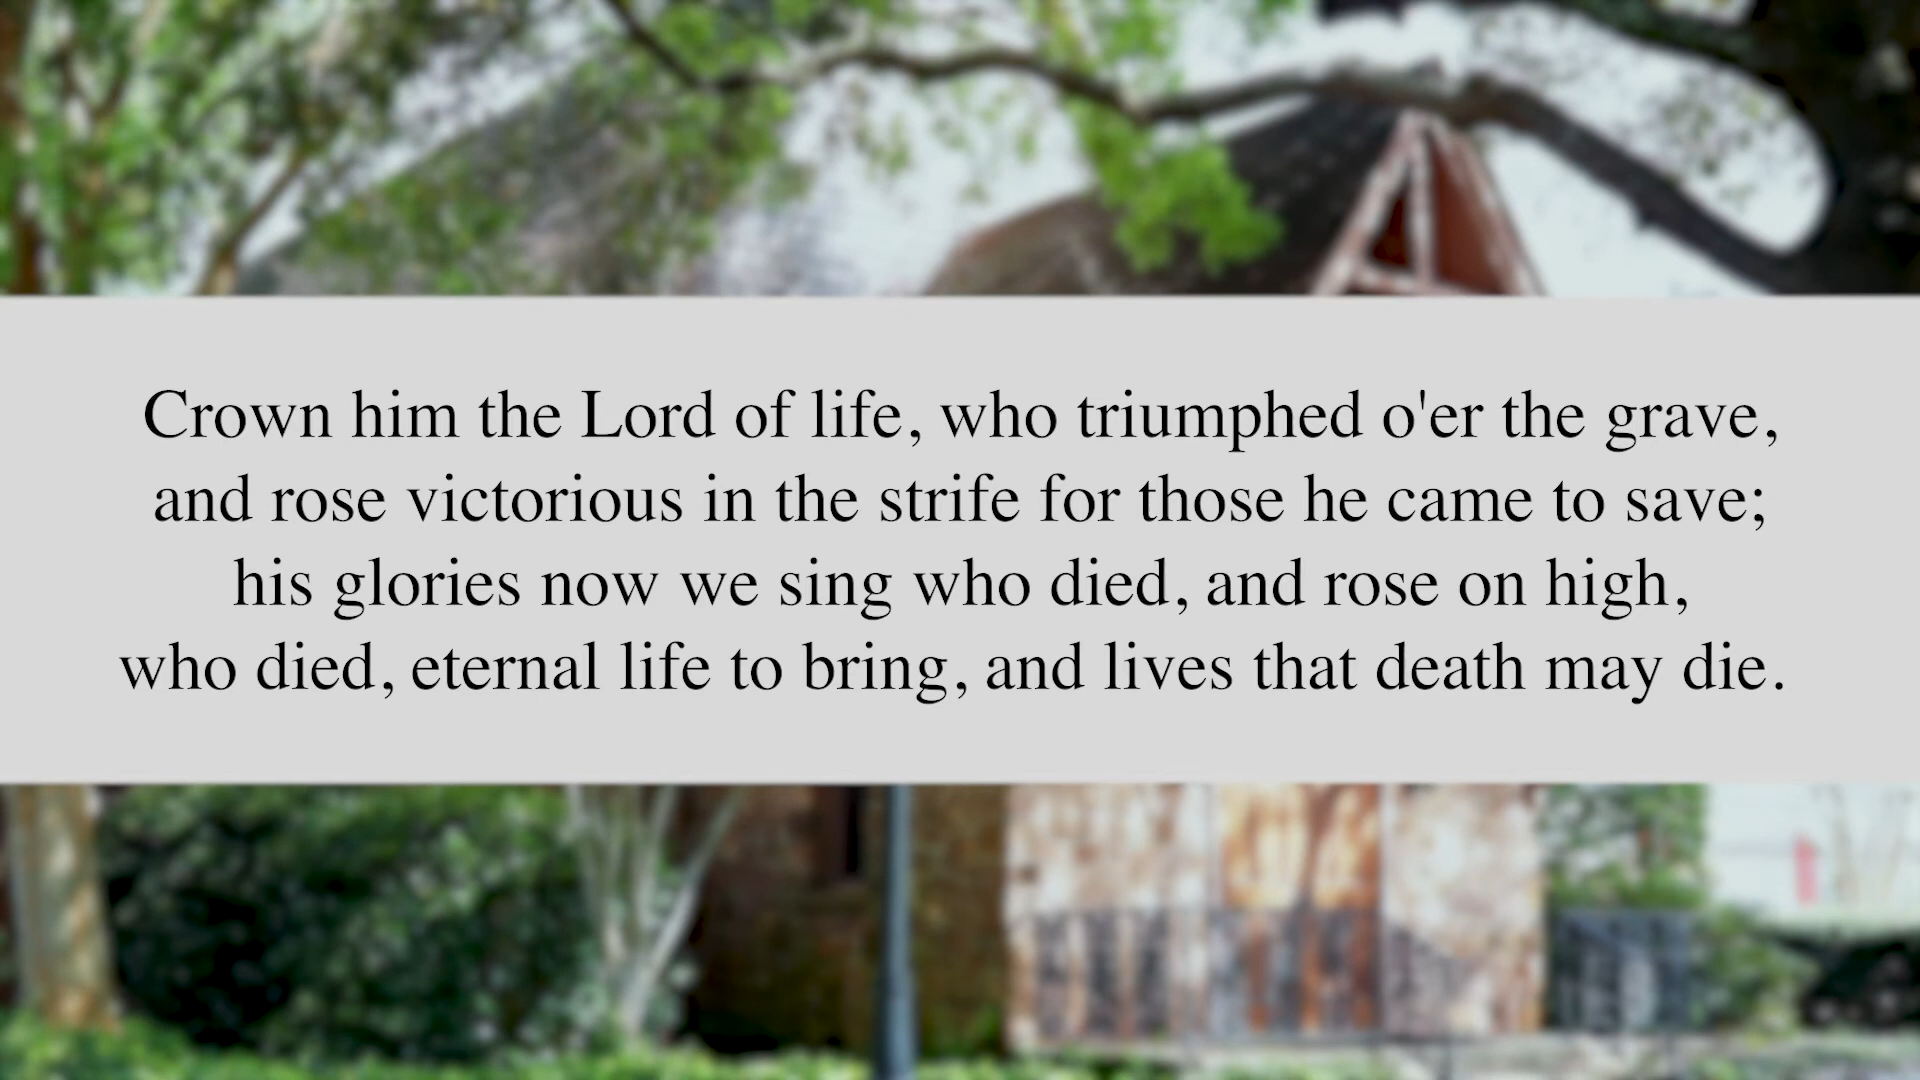 Crown him the Lord of life, who triumphed o'er the grave,
and rose victorious in the strife for those he came to save;
his glories now we sing who died, and rose on high,
who died, eternal life to bring, and lives that death may die.